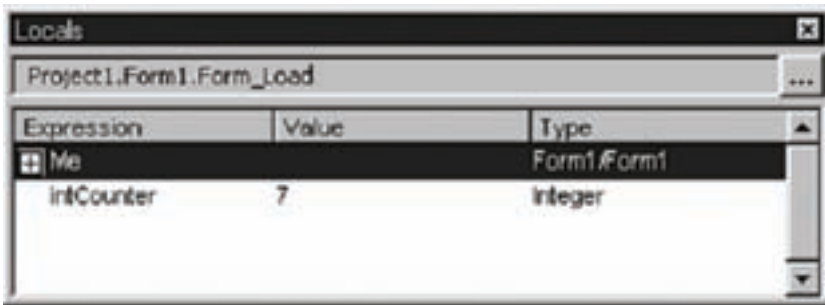 Locals
Project1.Form1.Form_Load ...
Expression Value Type
Me Form1/Form1
intCounter 7 Integer